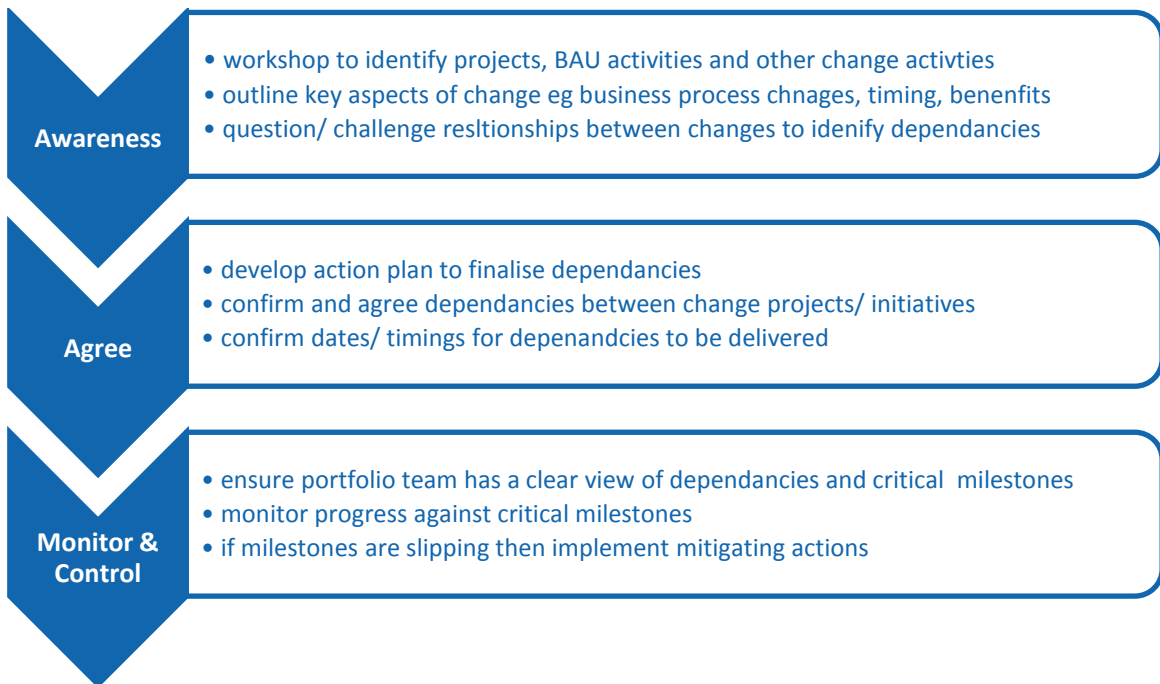 Awareness
• workshop to identify projects, BAU activities and other change activties
• outline key aspects of change eg business process chnages, timing, benenfits
• question/ challenge resltionships between changes to idenify dependancies
Agree
• develop action plan to finalise dependancies
• confirm and agree dependancies between change projects/ initiatives
• confirm dates/ timings for depenandcies to be delivered
Monitor &
Control
• ensure portfolio team has a clear view of dependancies and critical  milestones
• monitor progress against critical milestones
• if milestones are slipping then implement mitigating actions